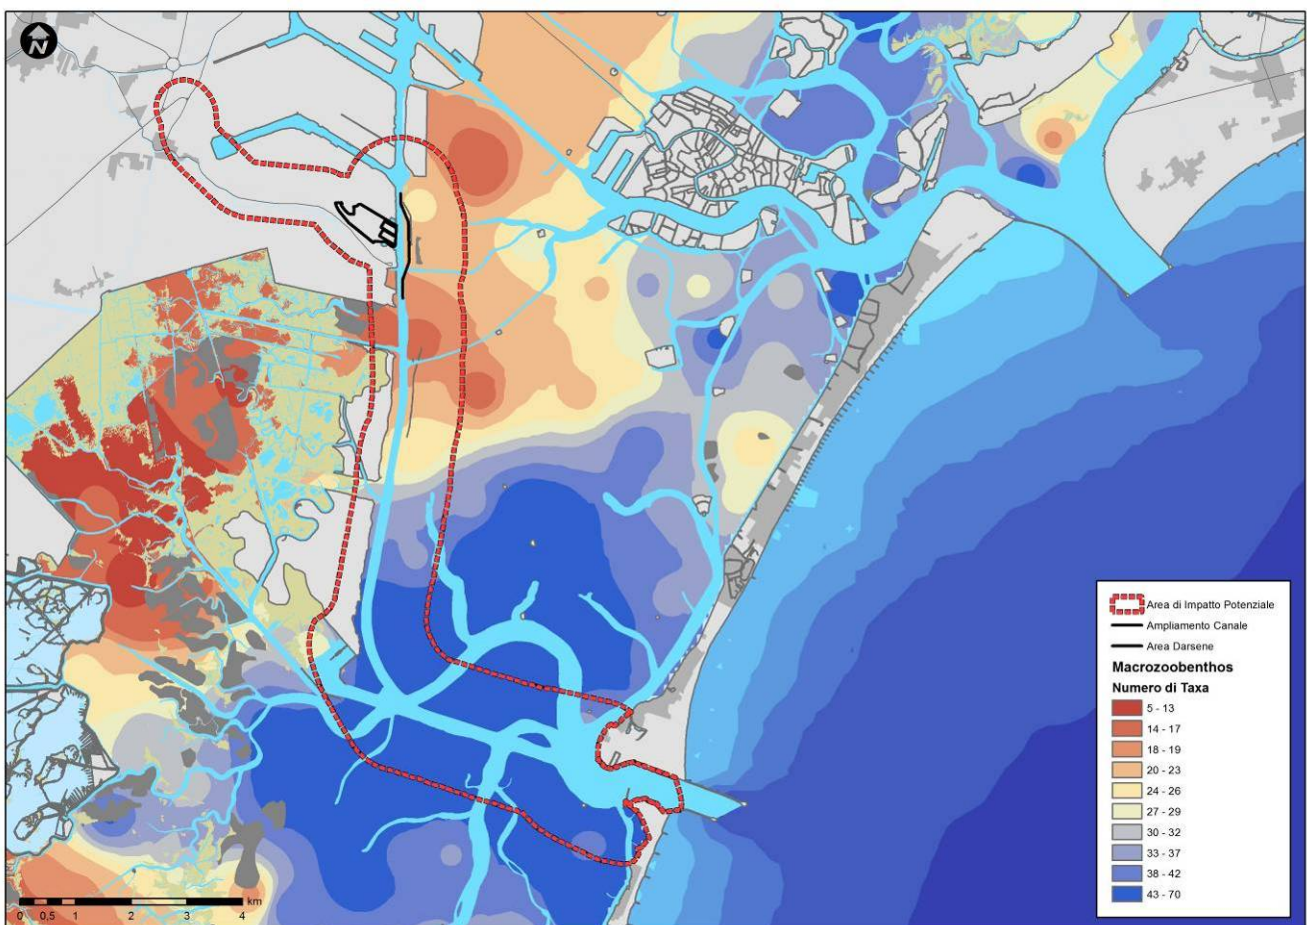 N
Area di Impatto Potenziale
Ampliamento Canale
Area Darsene
Macrozoobenthos
Numero di Taxa
5 - 13
14 - 17
18 - 19
20 - 23
24 - 26
27 - 29
30 - 32
33 - 37
38 - 42
43 - 70
km
0 0,5 1 2 3 4